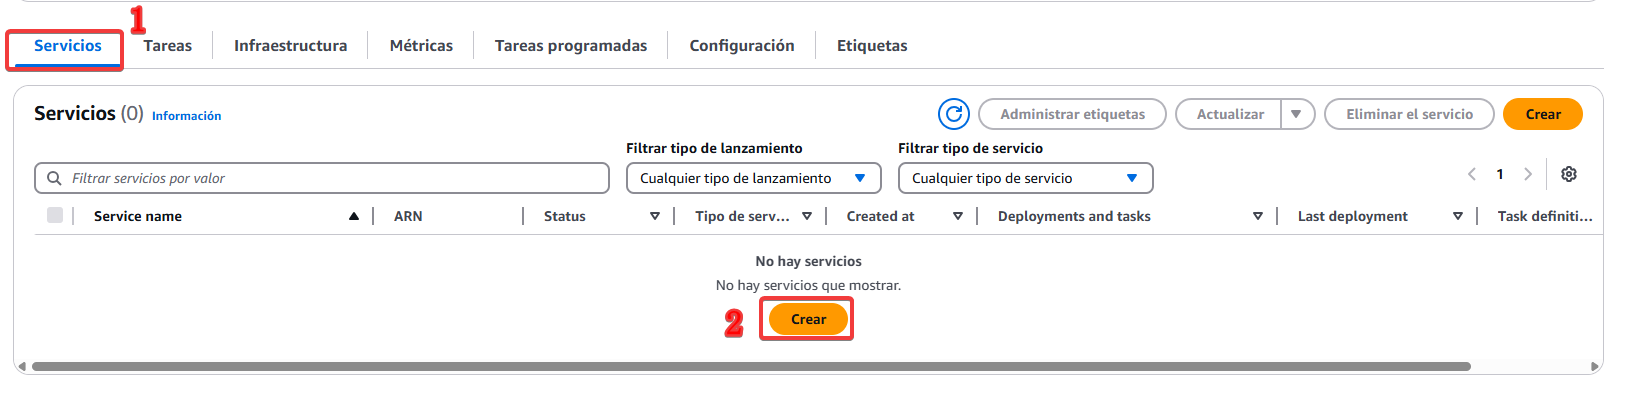 1
Servicios Tareas Infraestructura Métricas Tareas programadas Configuración Etiquetas
Servicios (0) Información Administrar etiquetas Actualizar Eliminar el servicio Crear
Filtrar tipo de lanzamiento Filtrar tipo de servicio
Filtrar servicios por valor Cualquier tipo de lanzamiento Cualquier tipo de servicio 1
Service name ARN Status Tipo de serv... Created at Deployments and tasks Last deployment Task definiti...
No hay servicios
No hay servicios que mostrar.
2 Crear